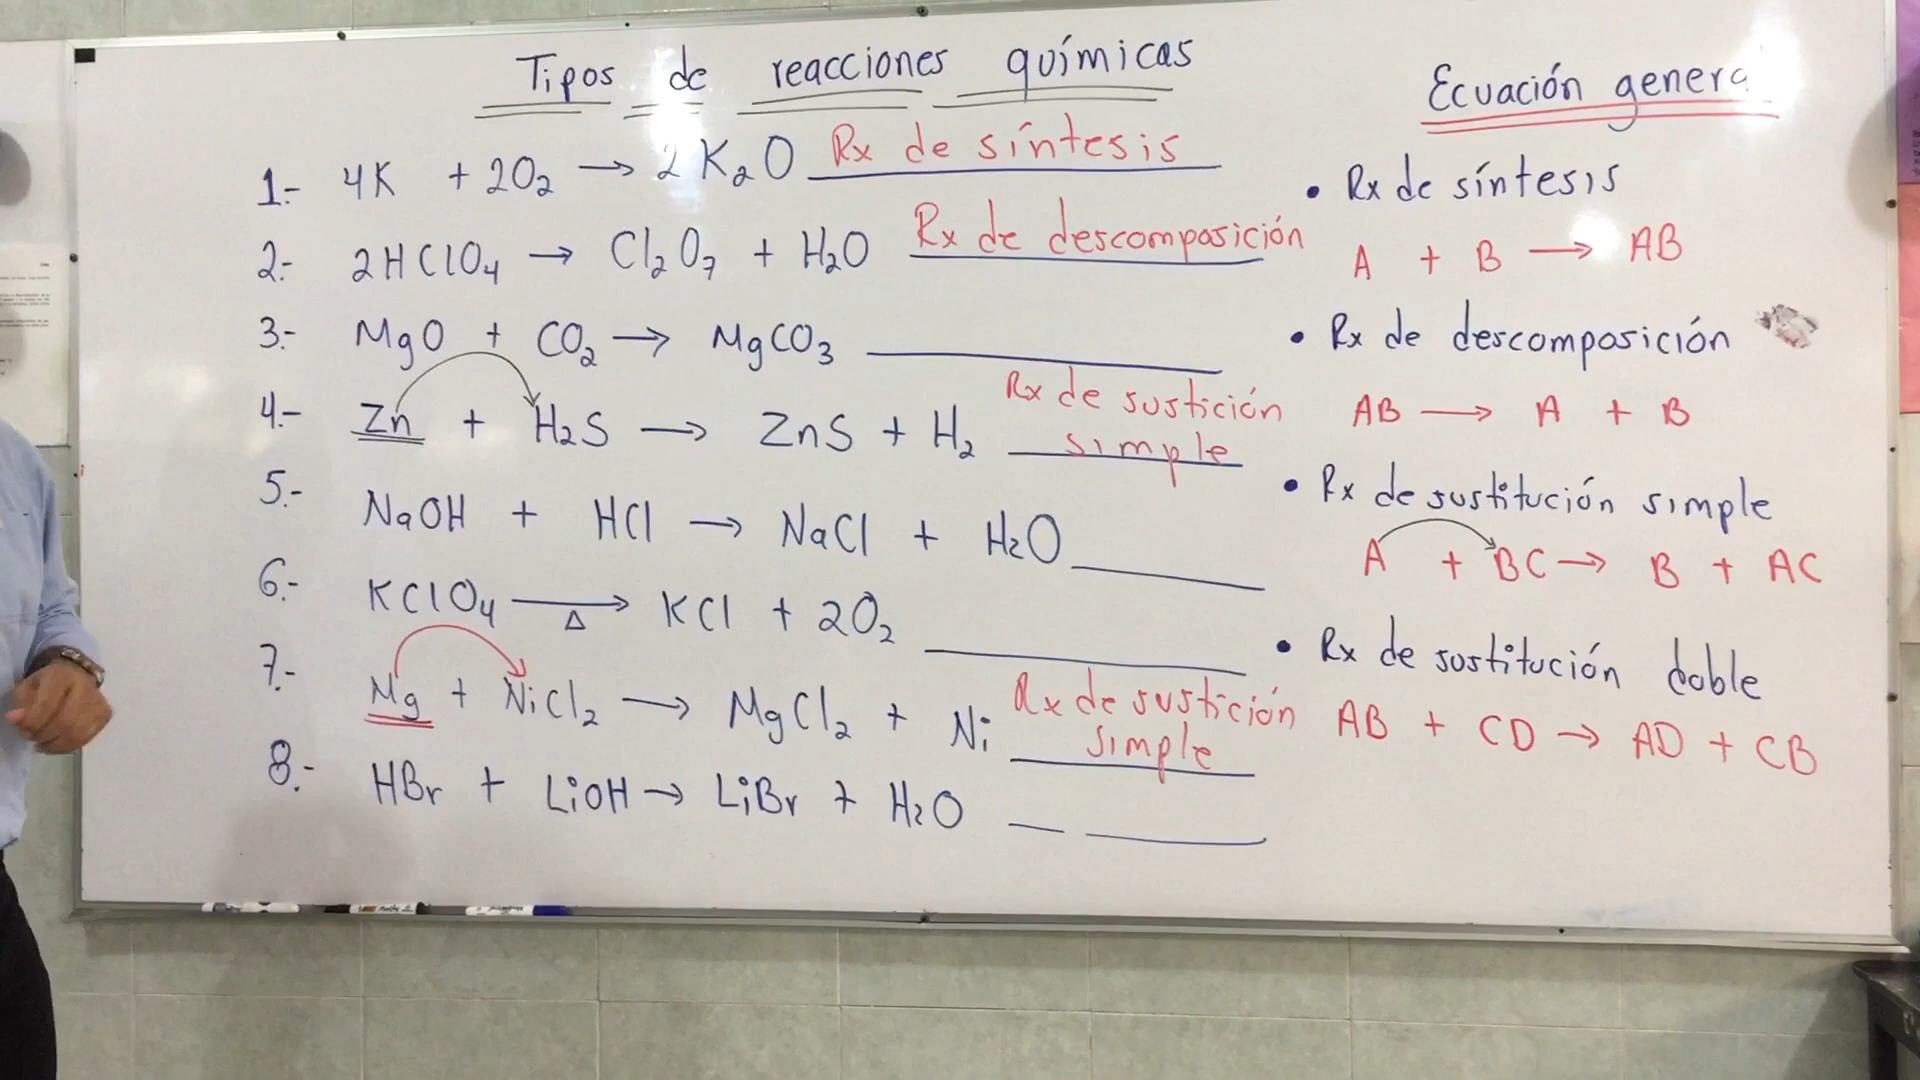 Tipos de reacciones químicas
1.- 4K + 2O₂ → 2K₂O Rx de síntesis
2.- 2HClO₄ → Cl₂O₇ + H₂O Rx de descomposición
3.- MgO + CO₂ → MgCO₃
4.- Zn + H₂S → ZnS + H₂ Rx de sustición simple
5.- NaOH + HCl → NaCl + H₂O
6.- KClO₄ →Δ KCl + 2O₂
7.- Mg + NiCl₂ → MgCl₂ + Ni Rx de sustición simple
8.- HBr + LiOH → LiBr + H₂O
Ecuación genera
• Rx de síntesis
A + B → AB
• Rx de descomposición
AB → A + B
• Rx de sustitución simple
A + BC → B + AC
• Rx de sustitución doble
AB + CD → AD + CB